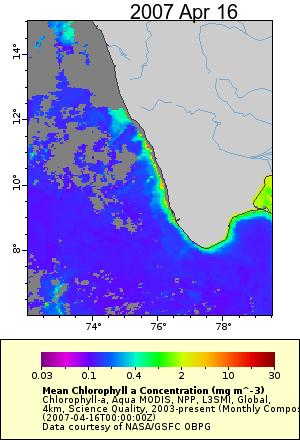 2007 Apr 16
14°
12°
10°
8°
74°
76°
78°
0.03
0.1
0.4
2
10
30
Mean Chlorophyll a Concentration (mg m^-3)
Chlorophyll-a, Aqua MODIS, NPP, L3SMI, Global,
4km, Science Quality, 2003-present (Monthly Compos
(2007-04-16T00:00:00Z)
Data courtesy of NASA/GSFC OBPG